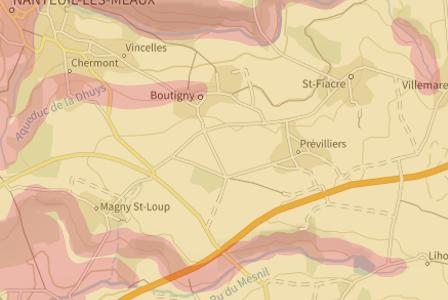 NANTEUIL-LÈS-MEAUX
Vincelles
Chermont
St-Fiacre
Villemare
Boutigny
Aqueduc de la Dhuys
Prévilliers
Magny St-Loup
Liho
Ru du Mesnil